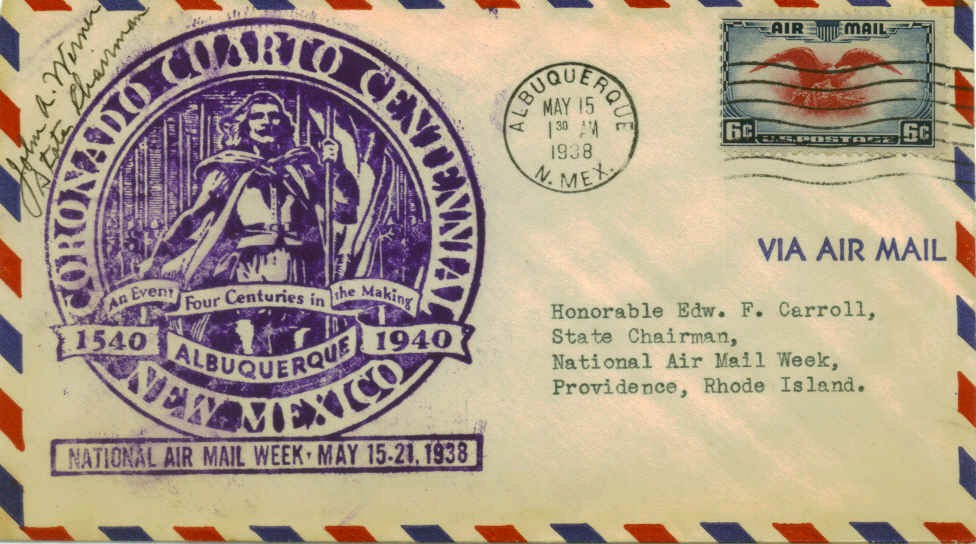 John A. Werner
State Chairman
CORONADO CUARTO CENTENNIAL
An Event Four Centuries in the Making
1540 ALBUQUERQUE 1940
NEW MEXICO
NATIONAL AIR MAIL WEEK · MAY 15-21, 1938
ALBUQUERQUE
MAY 15
1 30 AM
1938
N. MEX.
AIR MAIL
6c 6c
U.S. POSTAGE
VIA AIR MAIL
Honorable Edw. F. Carroll,
State Chairman,
National Air Mail Week,
Providence, Rhode Island.